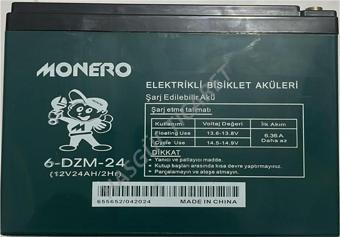 MONERO
6-DZM-24
(12V24AH/2Hr)
ELEKTRİKLİ BİSİKLET AKÜLERİ
Şarj Edilebilir Akü
Şarj etme talimatı
Kullanım: Voltaj Değeri İlk Akım
Floating Use 13.6-13.8V 6.36 A
Cycle Use 14.5-14.9V Daha az
DİKKAT
Yanıcı ve patlayıcı madde.
Kutup başları arasında kısa devre yaptırmayınız.
Parçalamayın ve ateşe atmayın.
655652/042024 MADE IN CHINA